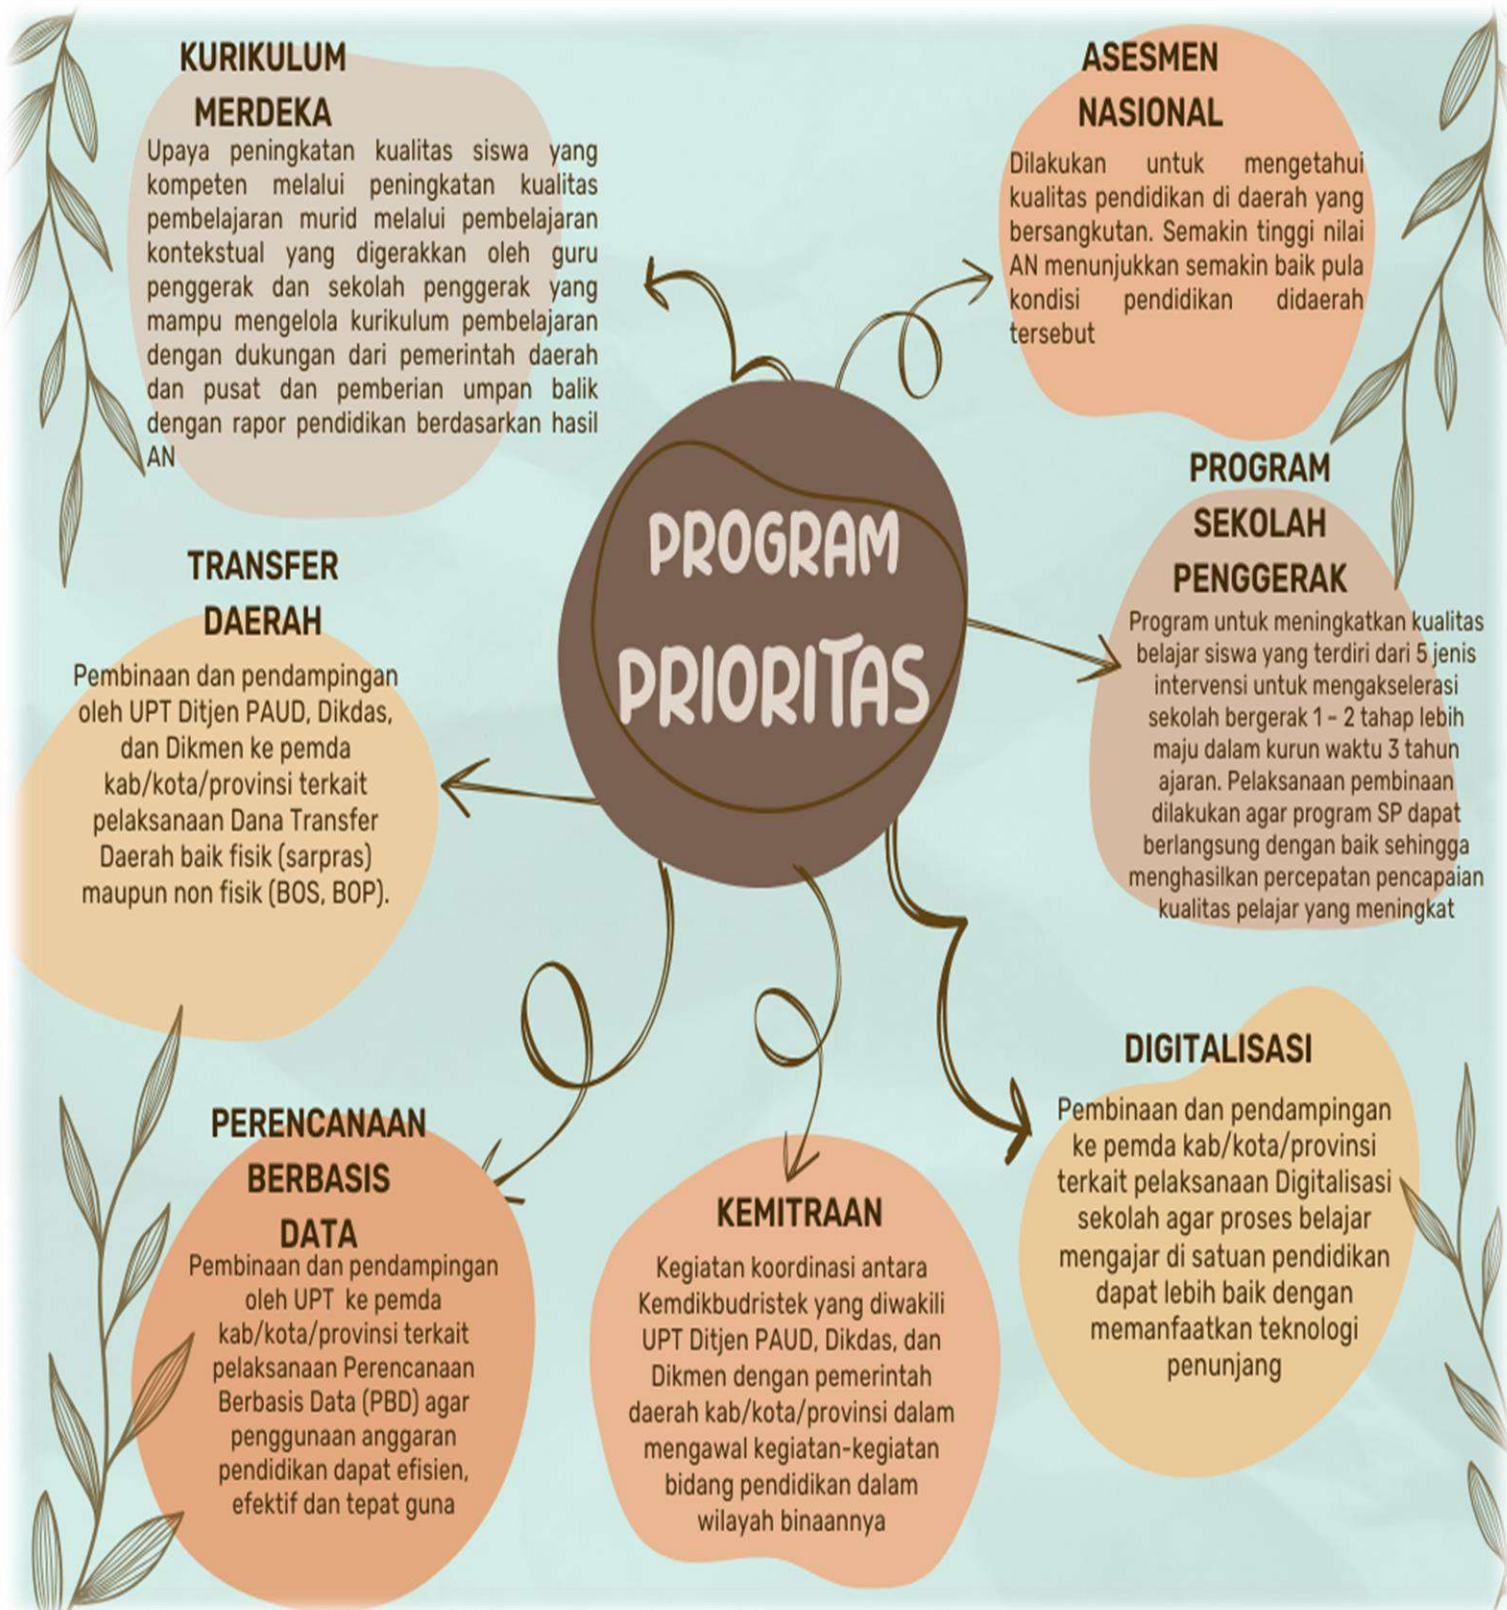 KURIKULUM
MERDEKA
Upaya peningkatan kualitas siswa yang
kompeten melalui peningkatan kualitas
pembelajaran murid melalui pembelajaran
kontekstual yang digerakkan oleh guru
penggerak dan sekolah penggerak yang
mampu mengelola kurikulum pembelajaran
dengan dukungan dari pemerintah daerah
dan pusat dan pemberian umpan balik
dengan rapor pendidikan berdasarkan hasil
AN
ASESMEN
NASIONAL
Dilakukan untuk mengetahui
kualitas pendidikan di daerah yang
bersangkutan. Semakin tinggi nilai
AN menunjukkan semakin baik pula
kondisi pendidikan didaerah
tersebut
PROGRAM
PRIORITAS
PROGRAM
SEKOLAH
PENGGERAK
Program untuk meningkatkan kualitas
belajar siswa yang terdiri dari 5 jenis
intervensi untuk mengakselerasi
sekolah bergerak 1 – 2 tahap lebih
maju dalam kurun waktu 3 tahun
ajaran. Pelaksanaan pembinaan
dilakukan agar program SP dapat
berlangsung dengan baik sehingga
menghasilkan percepatan pencapaian
kualitas pelajar yang meningkat
TRANSFER
DAERAH
Pembinaan dan pendampingan
oleh UPT Ditjen PAUD, Dikdas,
dan Dikmen ke pemda
kab/kota/provinsi terkait
pelaksanaan Dana Transfer
Daerah baik fisik (sarpras)
maupun non fisik (BOS, BOP).
PERENCANAAN
BERBASIS
DATA
Pembinaan dan pendampingan
oleh UPT ke pemda
kab/kota/provinsi terkait
pelaksanaan Perencanaan
Berbasis Data (PBD) agar
penggunaan anggaran
pendidikan dapat efisien,
efektif dan tepat guna
KEMITRAAN
Kegiatan koordinasi antara
Kemdikbudristek yang diwakili
UPT Ditjen PAUD, Dikdas, dan
Dikmen dengan pemerintah
daerah kab/kota/provinsi dalam
mengawal kegiatan-kegiatan
bidang pendidikan dalam
wilayah binaannya
DIGITALISASI
Pembinaan dan pendampingan
ke pemda kab/kota/provinsi
terkait pelaksanaan Digitalisasi
sekolah agar proses belajar
mengajar di satuan pendidikan
dapat lebih baik dengan
memanfaatkan teknologi
penunjang